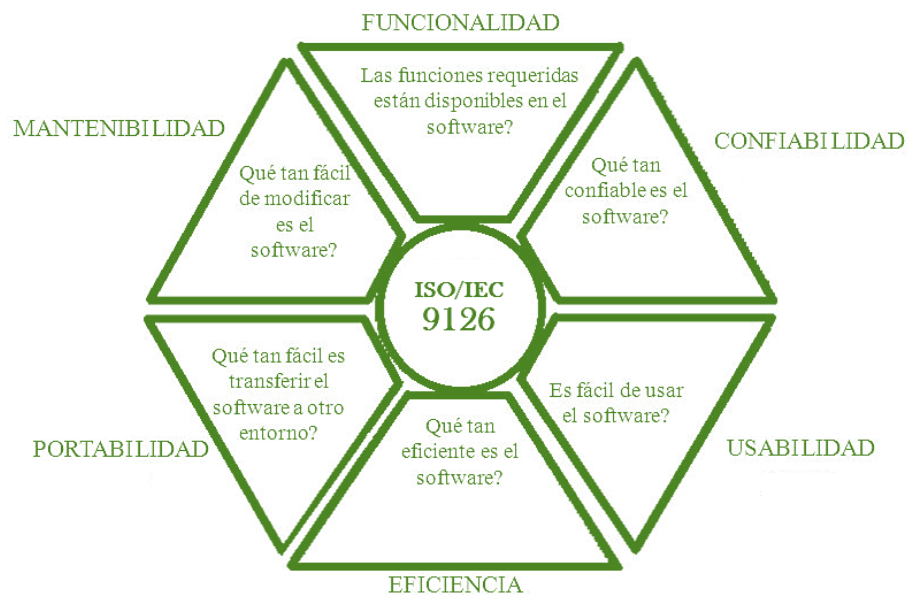 FUNCIONALIDAD
Las funciones requeridas
están disponibles en el
software?
MANTENIBILIDAD
Qué tan fácil
de modificar
es el
software?
CONFIABILIDAD
Qué tan
confiable es el
software?
ISO/IEC
9126
Qué tan fácil es
transferir el
software a otro
entorno?
PORTABILIDAD
Es fácil de usar
el software?
USABILIDAD
Qué tan
eficiente es el
software?
EFICIENCIA